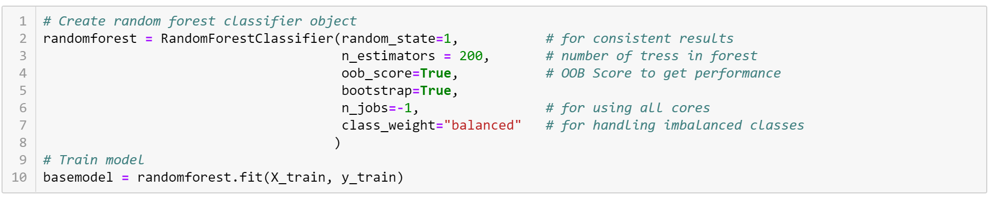 1 # Create random forest classifier object
2 randomforest = RandomForestClassifier(random_state=1, # for consistent results
3 n_estimators = 200, # number of tress in forest
4 oob_score=True, # OOB Score to get performance
5 bootstrap=True,
6 n_jobs=-1, # for using all cores
7 class_weight="balanced" # for handling imbalanced classes
8 )
9 # Train model
10 basemodel = randomforest.fit(X_train, y_train)